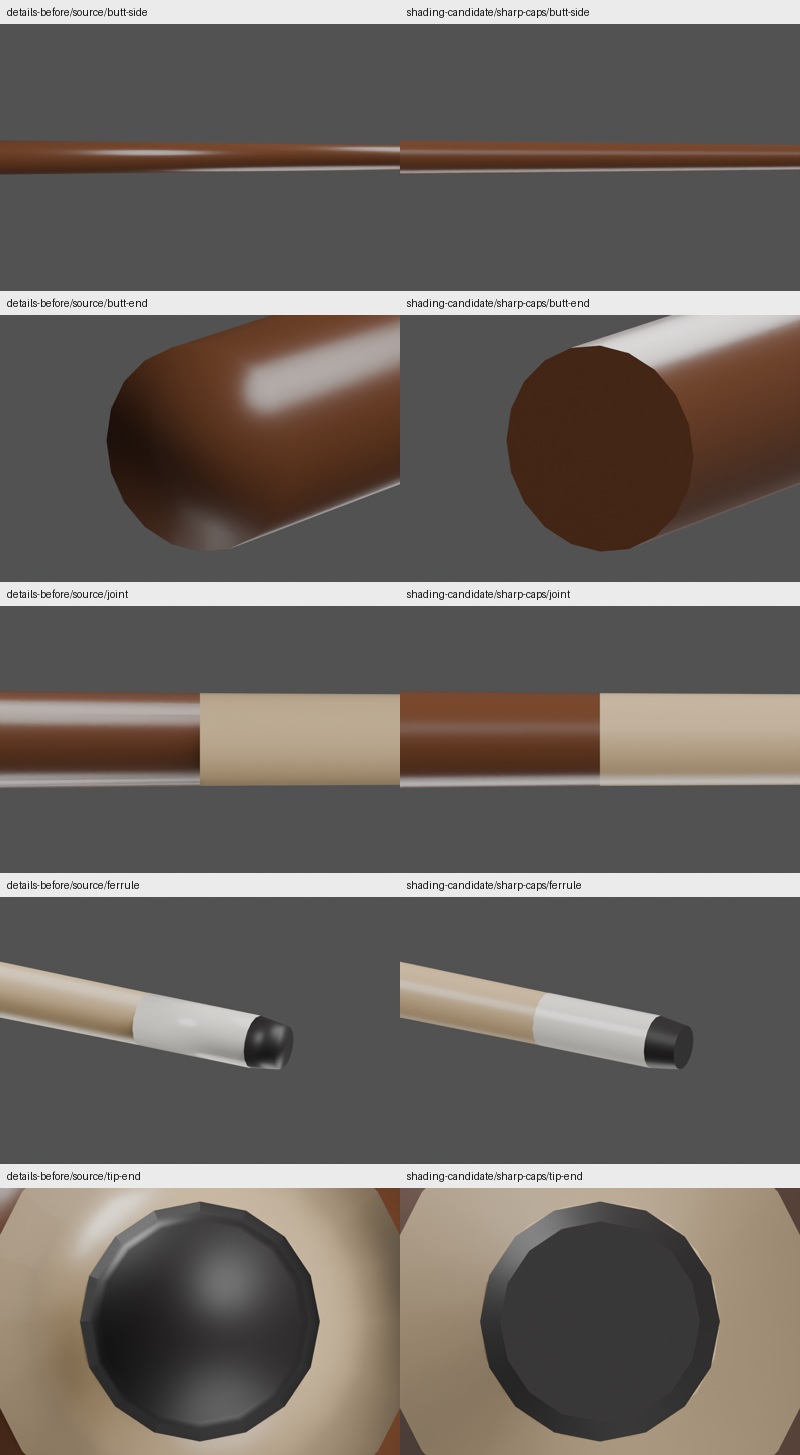 details-before/source/butt-side
shading-candidate/sharp-caps/butt-side
details-before/source/butt-end
shading-candidate/sharp-caps/butt-end
details-before/source/joint
shading-candidate/sharp-caps/joint
details-before/source/ferrule
shading-candidate/sharp-caps/ferrule
details-before/source/tip-end
shading-candidate/sharp-caps/tip-end